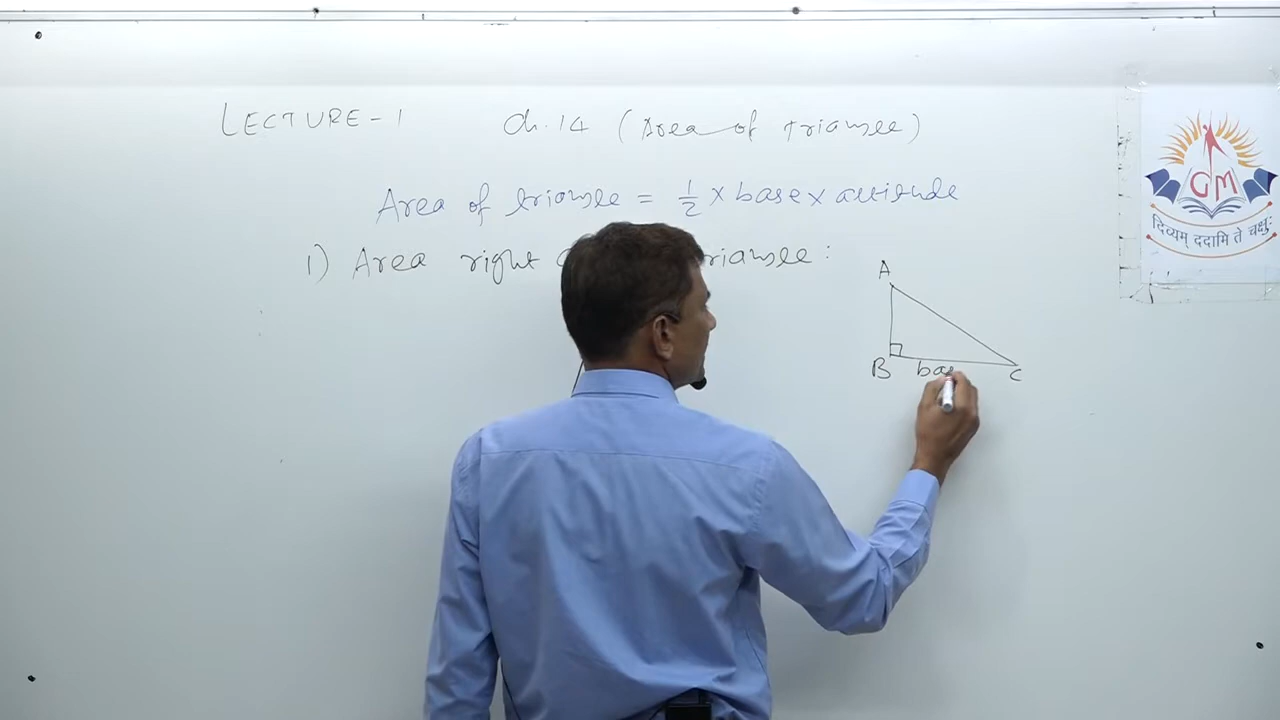 LECTURE-1 Ch.14 (Area of triangle)
Area of triangle = 1/2 × base × altitude
1) Area right triangle :
A
B bas C
GM
दिव्यम् ददामि ते चक्षुः